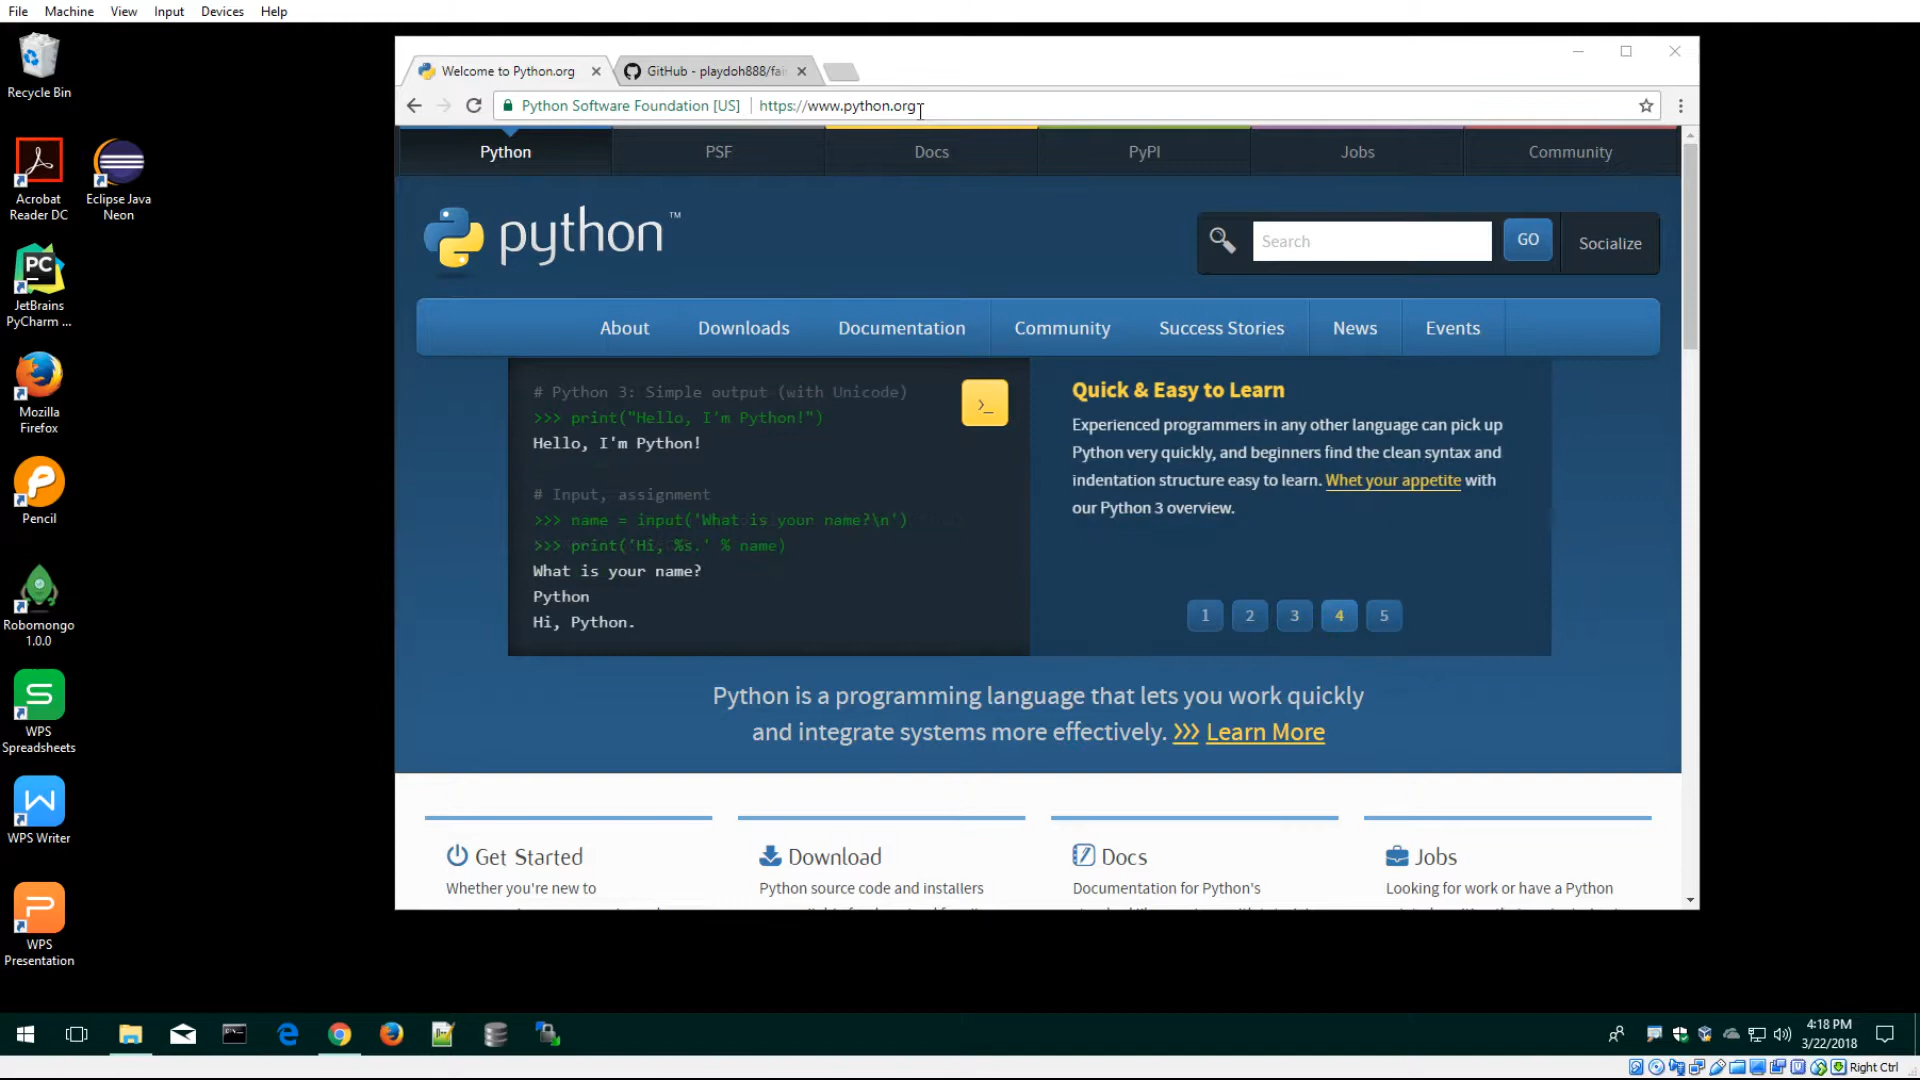 File Machine View Input Devices Help
Recycle Bin
Acrobat Reader DC
Eclipse Java Neon
JetBrains PyCharm ...
Mozilla Firefox
Pencil
Robomongo 1.0.0
WPS Spreadsheets
WPS Writer
WPS Presentation
Welcome to Python.org
GitHub - playdoh888/fai
Python Software Foundation [US] https://www.python.org
Python PSF Docs PyPI Jobs Community
python™
Search GO Socialize
About Downloads Documentation Community Success Stories News Events
# Python 3: Simple output (with Unicode)
>>> print("Hello, I'm Python!")
Hello, I'm Python!
# Input, assignment
>>> name = input('What is your name?\n')
>>> print('Hi, %s.' % name)
What is your name?
Python
Hi, Python.
>_
Quick & Easy to Learn
Experienced programmers in any other language can pick up
Python very quickly, and beginners find the clean syntax and
indentation structure easy to learn. Whet your appetite with
our Python 3 overview.
1 2 3 4 5
Python is a programming language that lets you work quickly
and integrate systems more effectively. >>> Learn More
Get Started
Whether you're new to
Download
Python source code and installers
Docs
Documentation for Python's
Jobs
Looking for work or have a Python
4:18 PM
3/22/2018
Right Ctrl